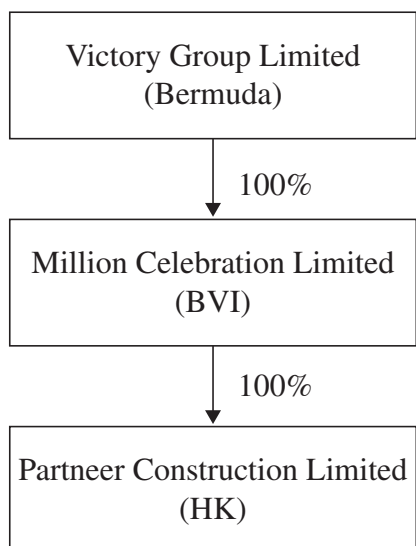 Victory Group Limited
(Bermuda)
100%
Million Celebration Limited
(BVI)
100%
Partneer Construction Limited
(HK)